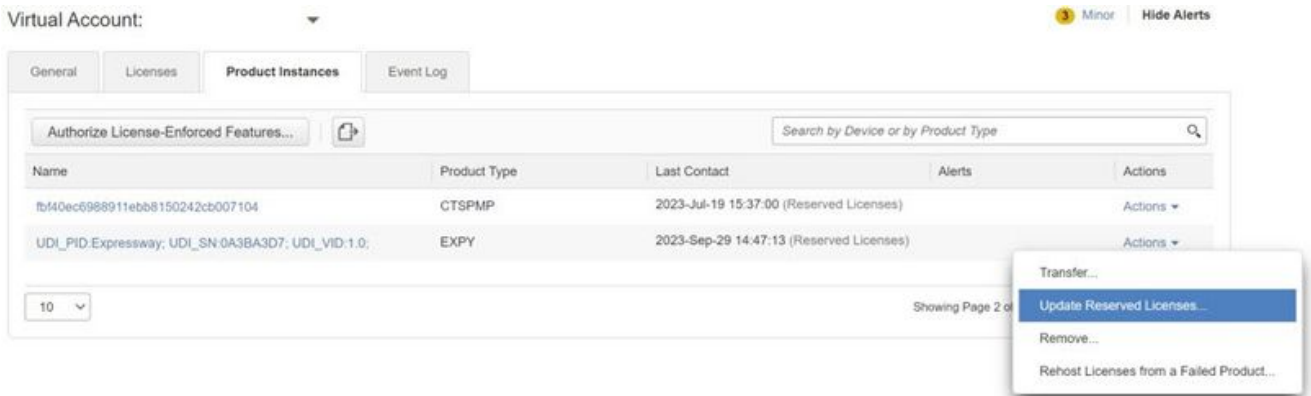 Virtual Account:
3 Minor Hide Alerts
General Licenses Product Instances Event Log
Authorize License-Enforced Features... Search by Device or by Product Type
Name Product Type Last Contact Alerts Actions
fbf40ec6988911ebb8150242cb007104 CTSPMP 2023-Jul-19 15:37:00 (Reserved Licenses) Actions
UDI_PID:Expressway; UDI_SN:0A3BA3D7; UDI_VID:1.0; EXPY 2023-Sep-29 14:47:13 (Reserved Licenses) Actions
Transfer...
10 Showing Page 2 of Update Reserved Licenses...
Remove...
Rehost Licenses from a Failed Product...